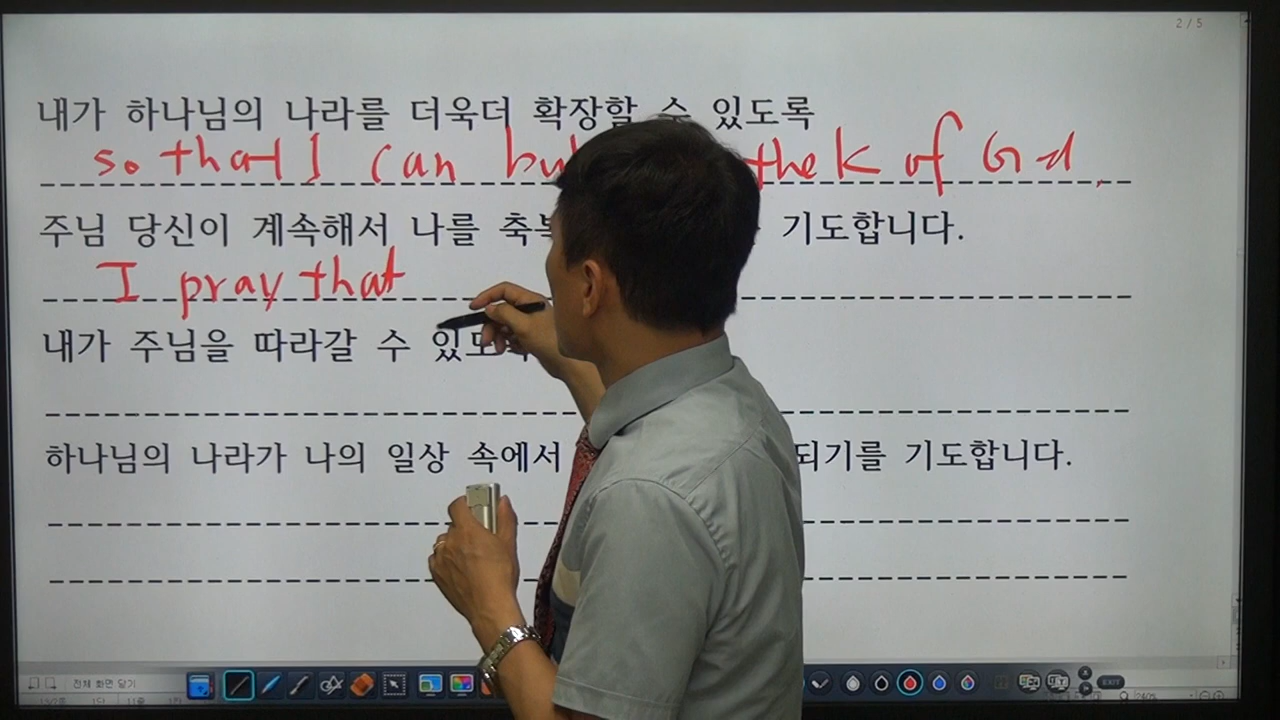 2 / 5
내가 하나님의 나라를 더욱더 확장할 수 있도록
so that I can the K of God.
주님 당신이 계속해서 나를 기도합니다.
I pray that
내가 주님을 따라갈 수
하나님의 나라가 나의 일상 속에서 되기를 기도합니다.
전체 화면 닫기
EXIT